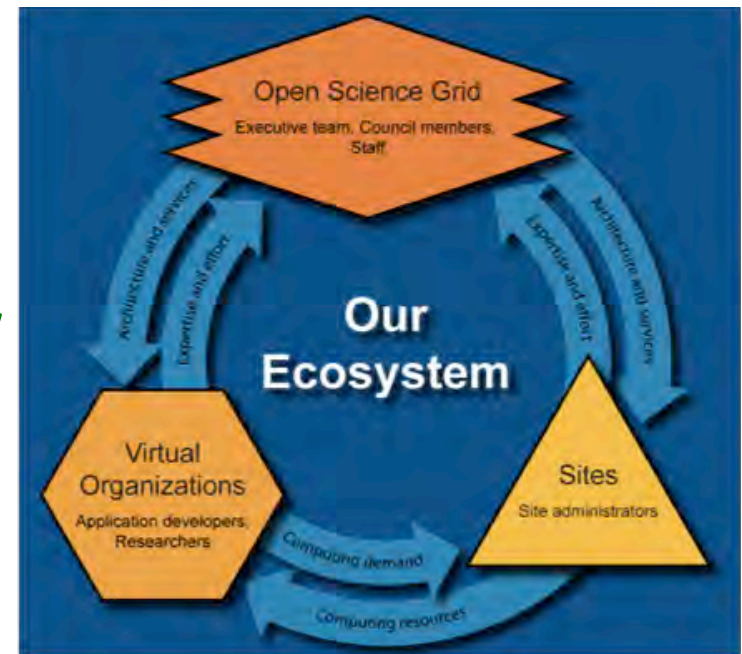 Open Science Grid
Executive team, Council members,
Staff
Architecture and services
Expertise and effort
Expertise and effort
Architecture and services
Our
Ecosystem
Virtual
Organizations
Application developers,
Researchers
Sites
Site administrators
Computing demand
Computing resources